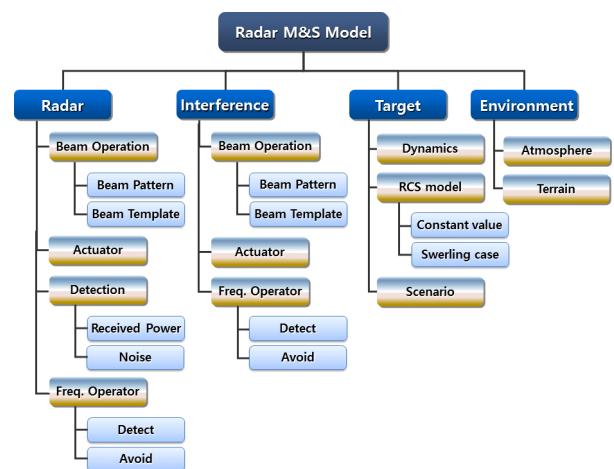 Radar M&S Model
Radar
Beam Operation
Beam Pattern
Beam Template
Actuator
Detection
Received Power
Noise
Freq. Operator
Detect
Avoid
Interference
Beam Operation
Beam Pattern
Beam Template
Actuator
Freq. Operator
Detect
Avoid
Target
Dynamics
RCS model
Constant value
Swerling case
Scenario
Environment
Atmosphere
Terrain